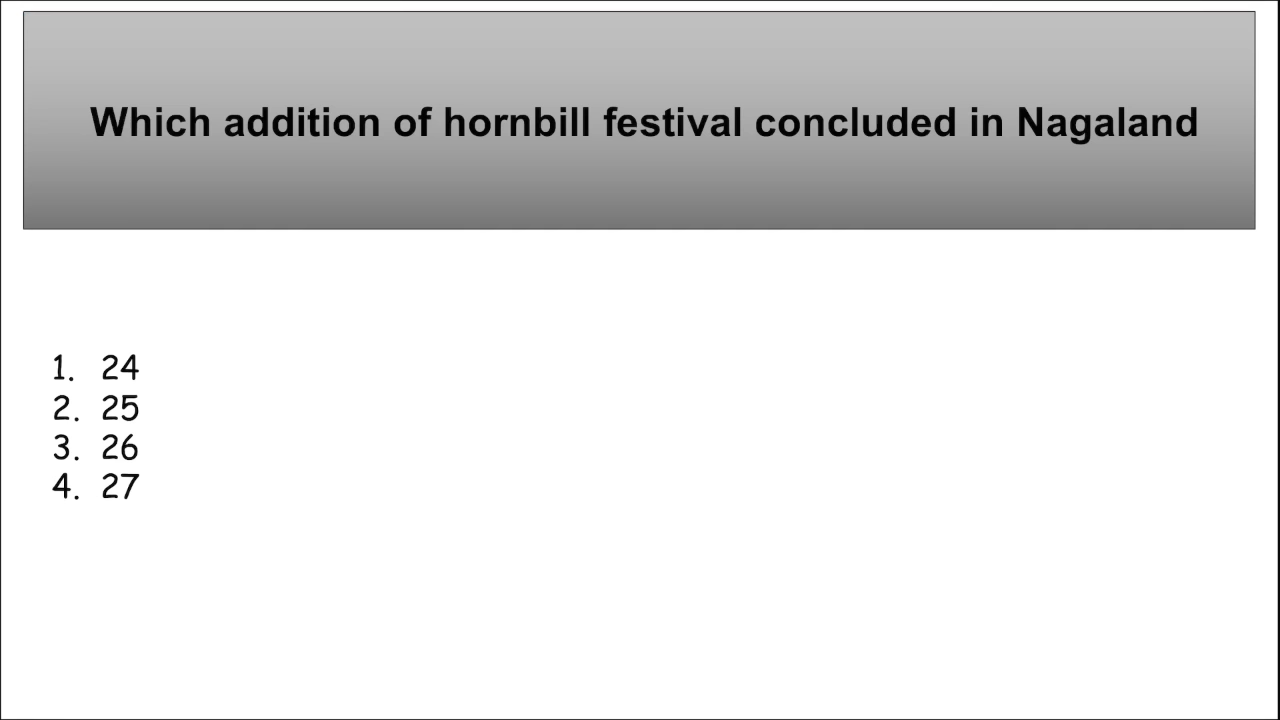 Which addition of hornbill festival concluded in Nagaland
1. 24
2. 25
3. 26
4. 27